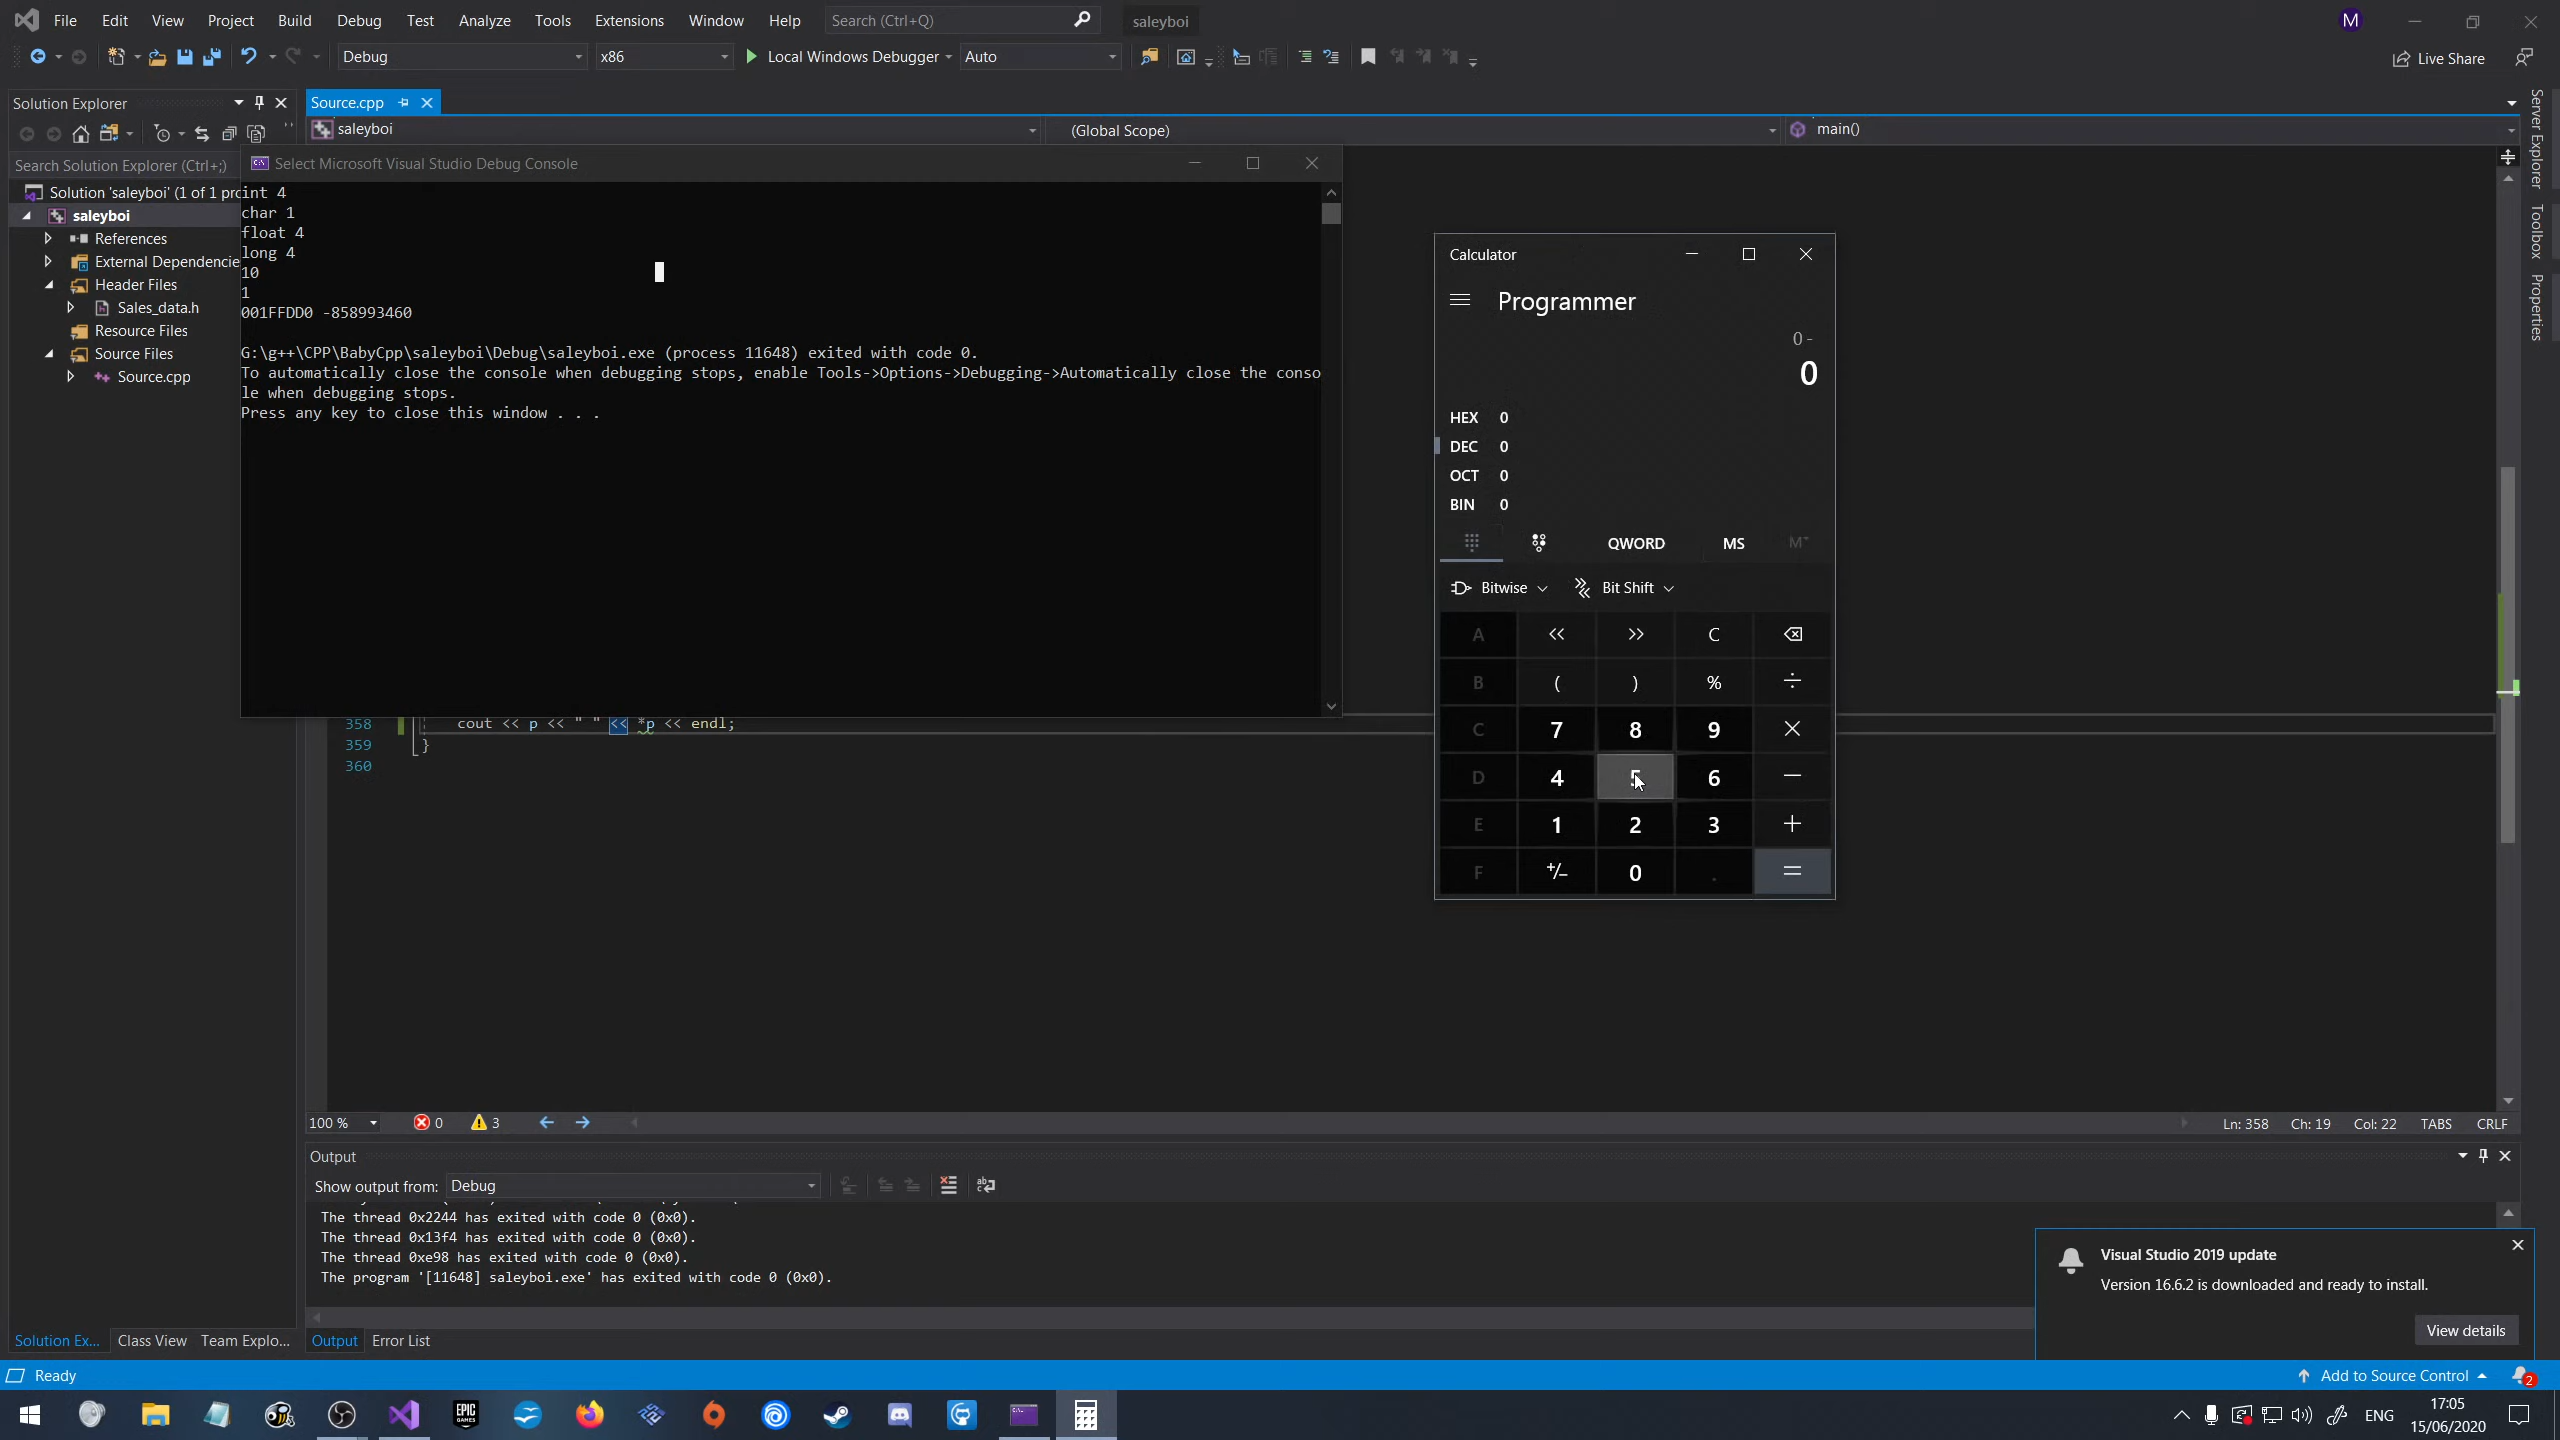 File Edit View Project Build Debug Test Analyze Tools Extensions Window Help Search (Ctrl+Q) saleyboi M
Debug x86 Local Windows Debugger Auto Live Share
Solution Explorer
Source.cpp
saleyboi (Global Scope) main()
Search Solution Explorer (Ctrl+;)
Solution 'saleyboi' (1 of 1 pro
saleyboi
References
External Dependencie
Header Files
Sales_data.h
Resource Files
Source Files
Source.cpp
Server Explorer
Toolbox
Properties
Select Microsoft Visual Studio Debug Console
int 4
char 1
float 4
long 4
10
1
001FFDD0 -858993460
G:\g++\CPP\BabyCpp\saleyboi\Debug\saleyboi.exe (process 11648) exited with code 0.
To automatically close the console when debugging stops, enable Tools->Options->Debugging->Automatically close the conso
le when debugging stops.
Press any key to close this window . . .
358 cout << p << " " << *p << endl;
359 }
360
Calculator
Programmer
0 -
0
HEX 0
DEC 0
OCT 0
BIN 0
QWORD MS M
Bitwise Bit Shift
A << >> C
B ( ) % ÷
C 7 8 9 ×
D 4 5 6 −
E 1 2 3 +
F +/− 0 . =
100 % 0 3 Ln: 358 Ch: 19 Col: 22 TABS CRLF
Output
Show output from: Debug
The thread 0x2244 has exited with code 0 (0x0).
The thread 0x13f4 has exited with code 0 (0x0).
The thread 0xe98 has exited with code 0 (0x0).
The program '[11648] saleyboi.exe' has exited with code 0 (0x0).
Visual Studio 2019 update
Version 16.6.2 is downloaded and ready to install.
View details
Solution Ex... Class View Team Explo... Output Error List
Ready Add to Source Control 2
EPIC GAMES
ENG
17:05
15/06/2020